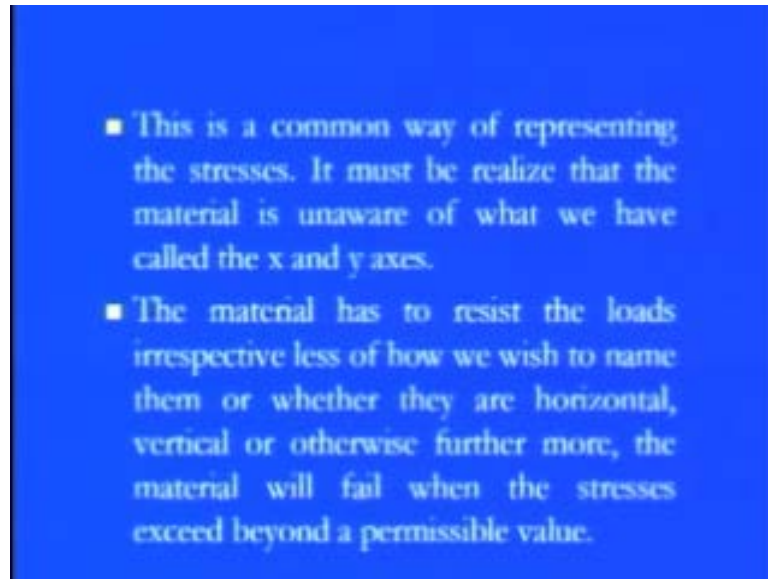 This is a common way of representing
the stresses. It must be realize that the
material is unaware of what we have
called the x and y axes.
The material has to resist the loads
irrespective less of how we wish to name
them or whether they are horizontal,
vertical or otherwise further more, the
material will fail when the stresses
exceed beyond a permissible value.